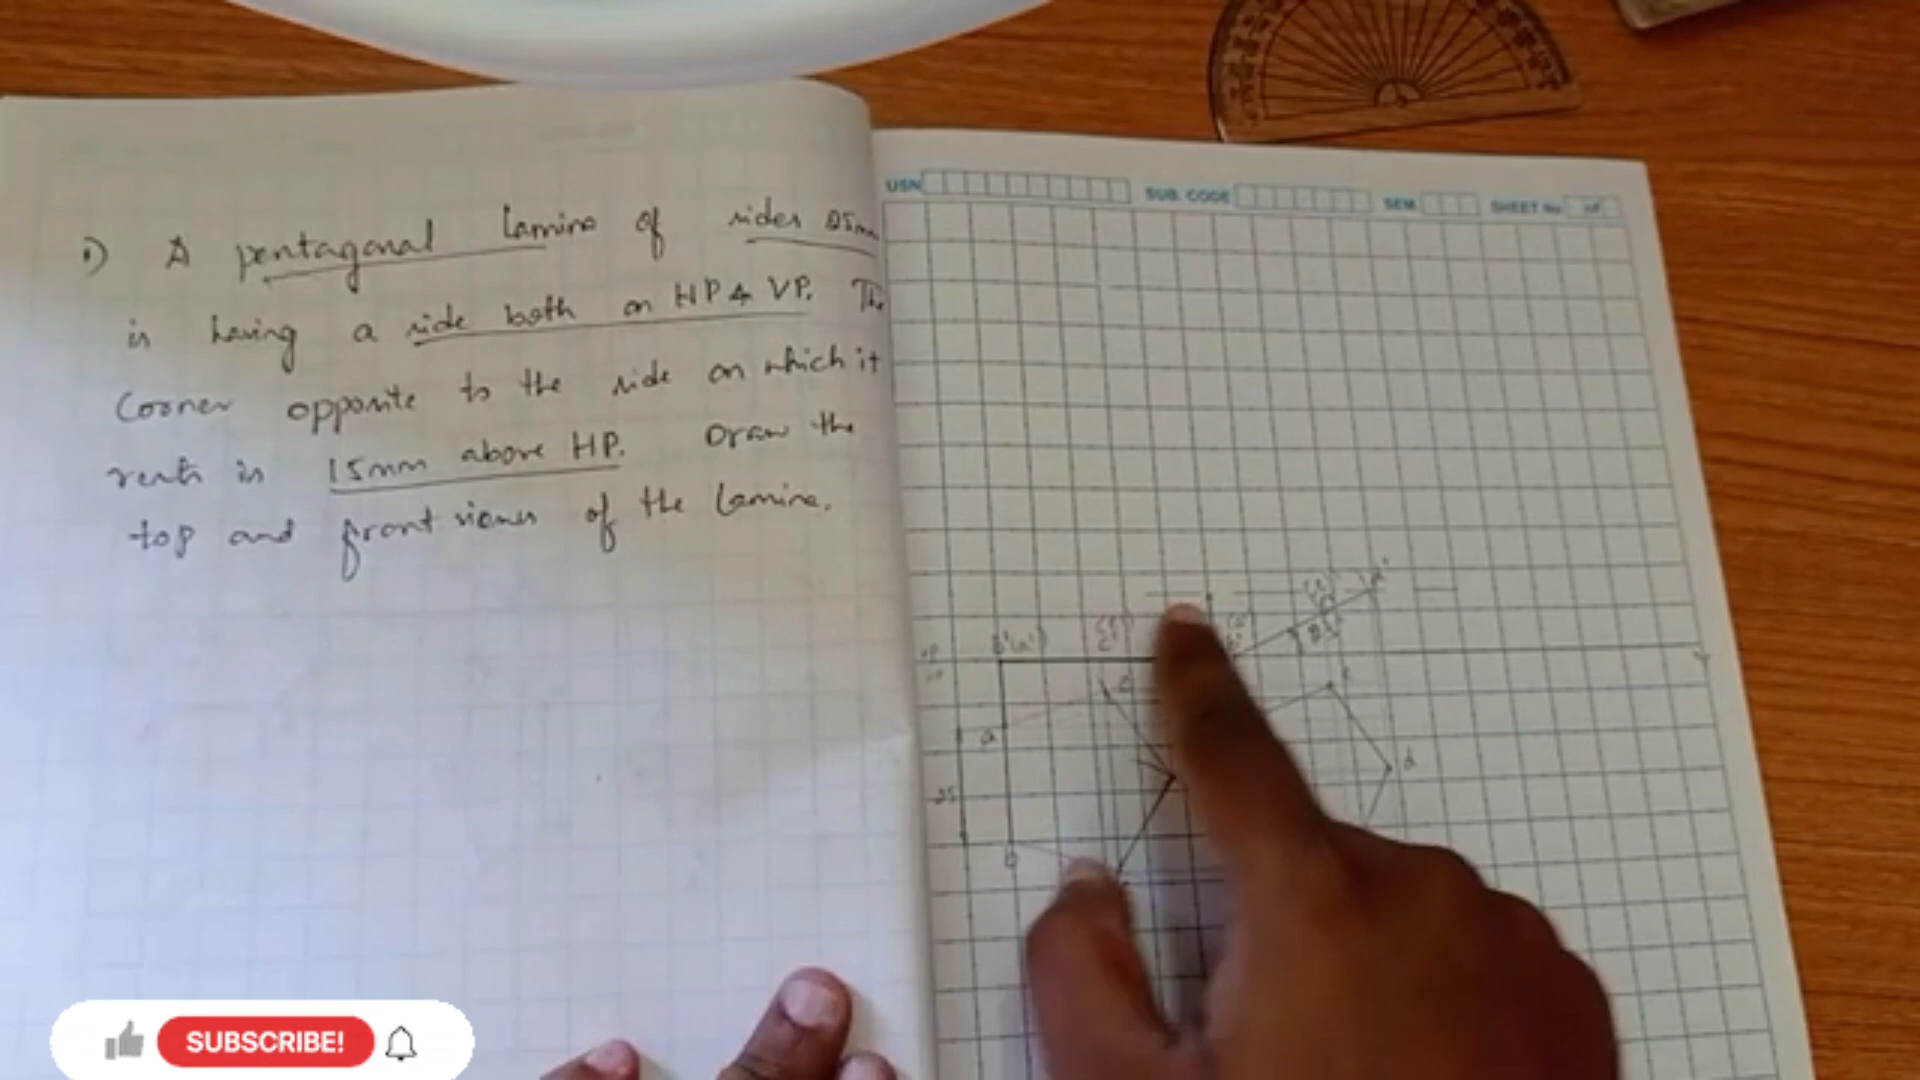 1) A pentagonal lamina of sides 25mm
is having a side both on HP & VP. The
Corner opposite to the side on which it
rests is 15mm above HP. Draw the
top and front views of the lamina.
USN SUB. CODE SEM SHEET No of
d'
b'(a') c' b'
c e
a d
25
b
SUBSCRIBE!